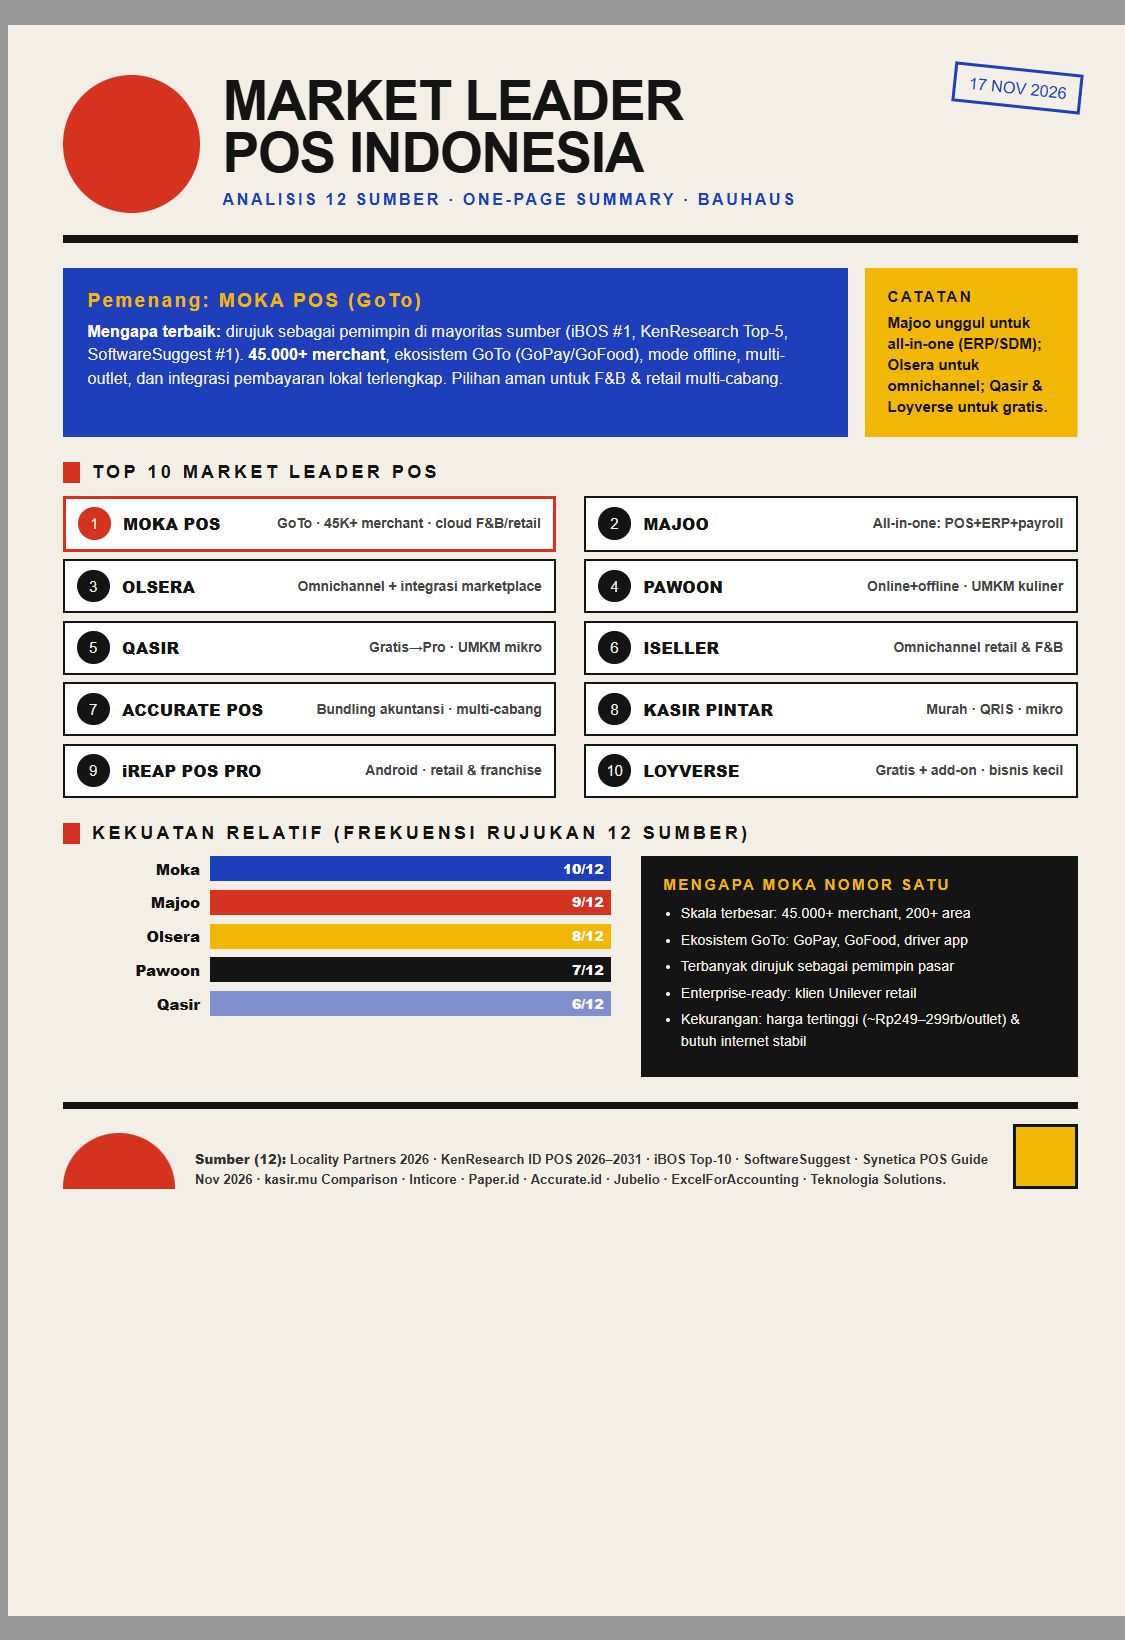 MARKET LEADER
POS INDONESIA
ANALISIS 12 SUMBER · ONE-PAGE SUMMARY · BAUHAUS
17 NOV 2026
Pemenang: MOKA POS (GoTo)
Mengapa terbaik: dirujuk sebagai pemimpin di mayoritas sumber (iBOS #1, KenResearch Top-5,
SoftwareSuggest #1). 45.000+ merchant, ekosistem GoTo (GoPay/GoFood), mode offline, multi-
outlet, dan integrasi pembayaran lokal terlengkap. Pilihan aman untuk F&B & retail multi-cabang.
CATATAN
Majoo unggul untuk
all-in-one (ERP/SDM);
Olsera untuk
omnichannel; Qasir &
Loyverse untuk gratis.
TOP 10 MARKET LEADER POS
1 MOKA POS GoTo · 45K+ merchant · cloud F&B/retail
2 MAJOO All-in-one: POS+ERP+payroll
3 OLSERA Omnichannel + integrasi marketplace
4 PAWOON Online+offline · UMKM kuliner
5 QASIR Gratis→Pro · UMKM mikro
6 ISELLER Omnichannel retail & F&B
7 ACCURATE POS Bundling akuntansi · multi-cabang
8 KASIR PINTAR Murah · QRIS · mikro
9 iREAP POS PRO Android · retail & franchise
10 LOYVERSE Gratis + add-on · bisnis kecil
KEKUATAN RELATIF (FREKUENSI RUJUKAN 12 SUMBER)
Moka 10/12
Majoo 9/12
Olsera 8/12
Pawoon 7/12
Qasir 6/12
MENGAPA MOKA NOMOR SATU
• Skala terbesar: 45.000+ merchant, 200+ area
• Ekosistem GoTo: GoPay, GoFood, driver app
• Terbanyak dirujuk sebagai pemimpin pasar
• Enterprise-ready: klien Unilever retail
• Kekurangan: harga tertinggi (~Rp249–299rb/outlet) &
butuh internet stabil
Sumber (12): Locality Partners 2026 · KenResearch ID POS 2026–2031 · iBOS Top-10 · SoftwareSuggest · Synetica POS Guide
Nov 2026 · kasir.mu Comparison · Inticore · Paper.id · Accurate.id · Jubelio · ExcelForAccounting · Teknologia Solutions.